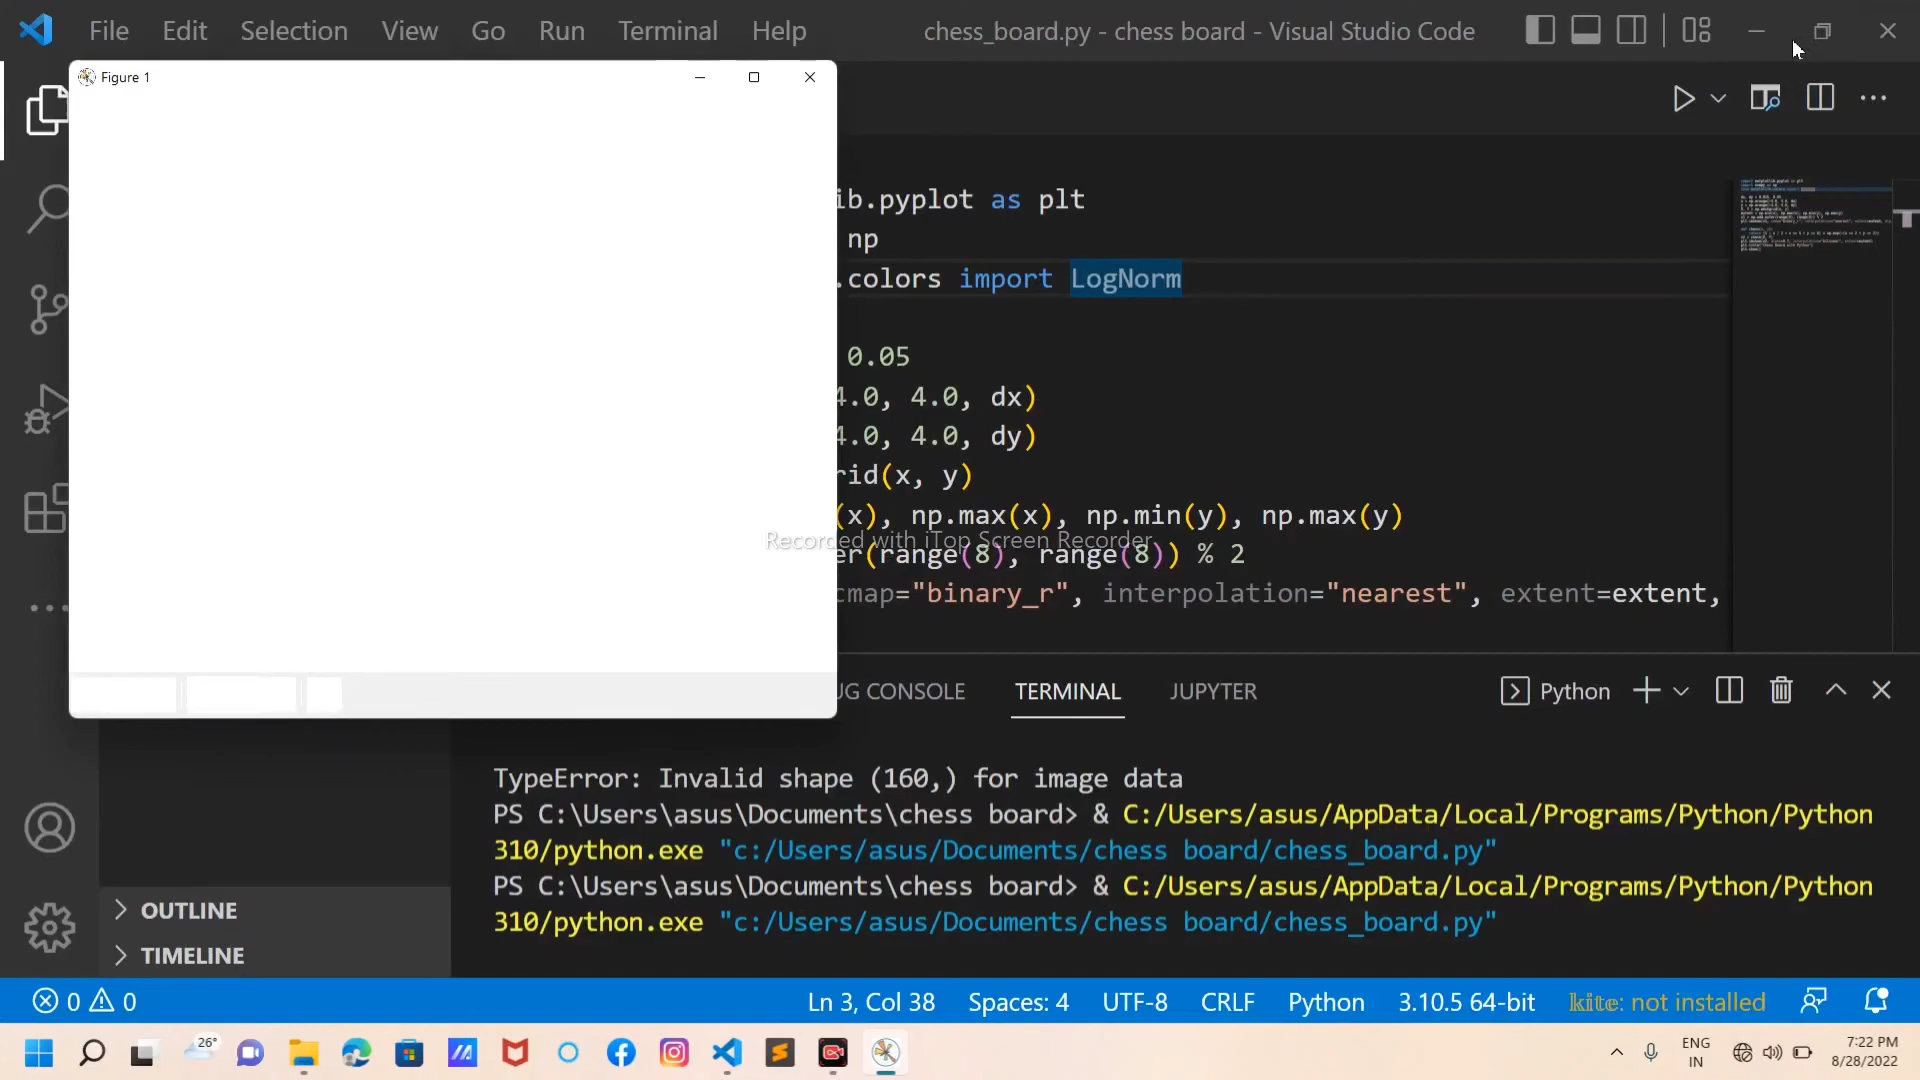 File Edit Selection View Go Run Terminal Help chess_board.py - chess board - Visual Studio Code
Figure 1
ib.pyplot as plt
np
.colors import LogNorm
0.05
4.0, 4.0, dx)
4.0, 4.0, dy)
rid(x, y)
(x), np.max(x), np.min(y), np.max(y)
Recorded with iTop Screen Recorder
er(range(8), range(8)) % 2
cmap="binary_r", interpolation="nearest", extent=extent,
UG CONSOLE TERMINAL JUPYTER Python
TypeError: Invalid shape (160,) for image data
PS C:\Users\asus\Documents\chess board> & C:/Users/asus/AppData/Local/Programs/Python/Python
310/python.exe "c:/Users/asus/Documents/chess board/chess_board.py"
PS C:\Users\asus\Documents\chess board> & C:/Users/asus/AppData/Local/Programs/Python/Python
310/python.exe "c:/Users/asus/Documents/chess board/chess_board.py"
OUTLINE
TIMELINE
0 0 Ln 3, Col 38 Spaces: 4 UTF-8 CRLF Python 3.10.5 64-bit kite: not installed
26°
ENG
IN
7:22 PM
8/28/2022